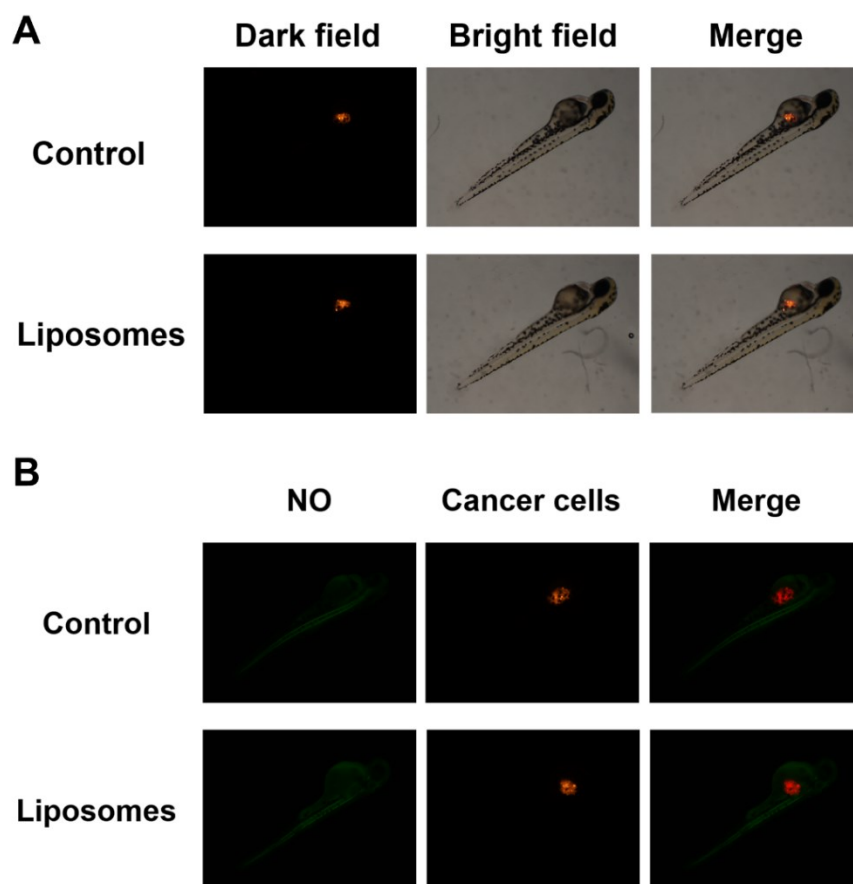 A
Dark field Bright field Merge
Control
Liposomes
B
NO Cancer cells Merge
Control
Liposomes